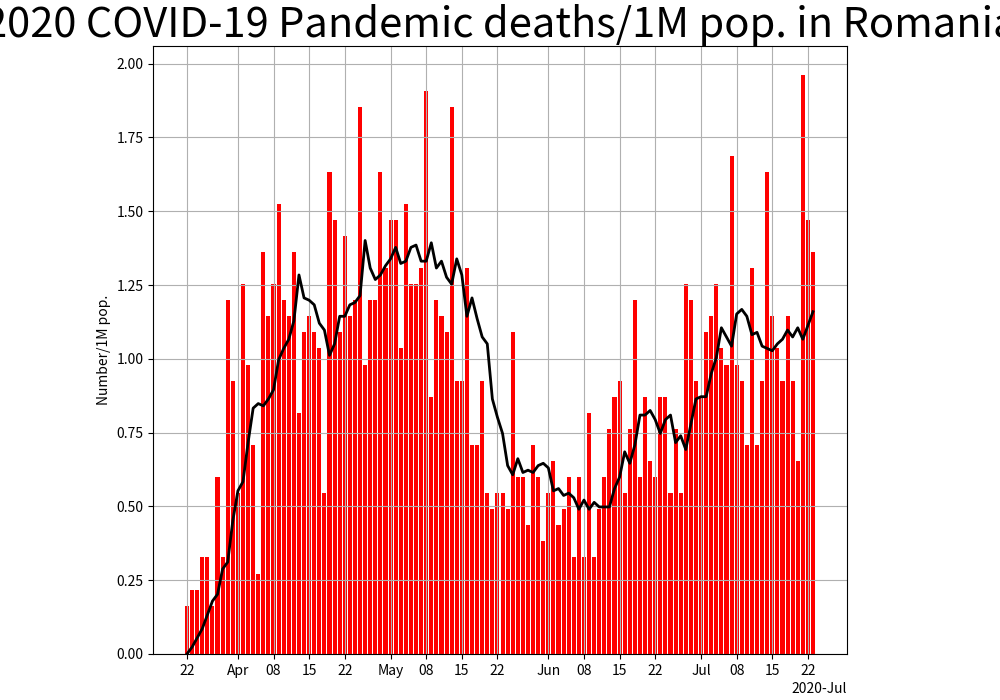 2020 COVID-19 Pandemic deaths/1M pop. in Romania
Number/1M pop.
2.00
1.75
1.50
1.25
1.00
0.75
0.50
0.25
0.00
22 Apr 08 15 22 May 08 15 22 Jun 08 15 22 Jul 08 15 22
2020-Jul